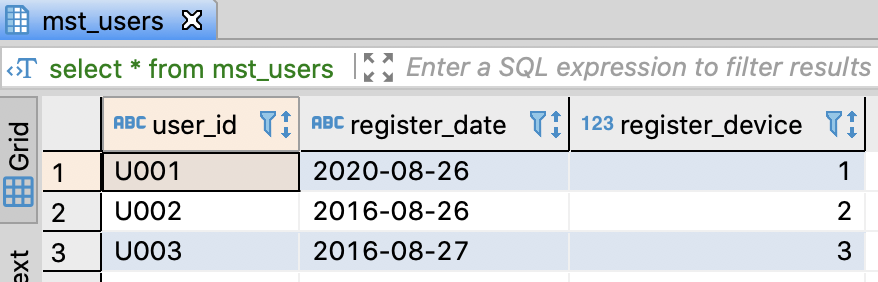 mst_users
select * from mst_users Enter a SQL expression to filter results
Grid
ABC user_id ABC register_date 123 register_device
1 U001 2020-08-26 1
2 U002 2016-08-26 2
3 U003 2016-08-27 3
ext